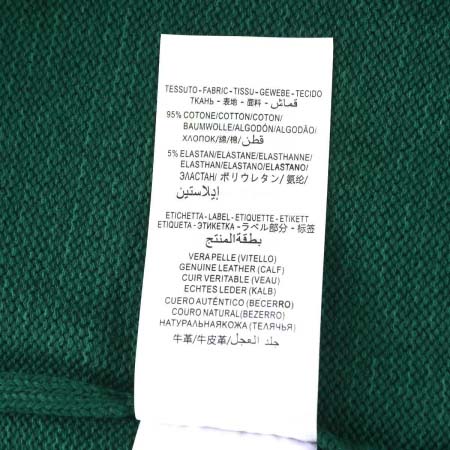 TESSUTO-FABRIC-TISSU-GEWEBE-TECIDO
ТКАНЬ - 表地 - 面料 - قماش
95% COTONE/COTTON/COTON/
BAUMWOLLE/ALGODÓN/ALGODÃO/
ХЛОПОК/綿/棉/ قطن
5% ELASTAN/ELASTANE/ELASTHANNE/
ELASTHAN/ELASTANO/ELASTANO/
ЭЛАСТАН/ ポリウレタン/ 氨纶/
إيلاستين
ETICHETTA-LABEL-ETIQUETTE-ETIKETT
ETIQUETA-ЭТИКЕТКА-ラベル部分-标签
بطقة المنتج
VERA PELLE (VITELLO)
GENUINE LEATHER (CALF)
CUIR VERITABLE (VEAU)
ECHTES LEDER (KALB)
CUERO AUTÉNTICO (BECERRO)
COURO NATURAL(BEZERRO)
НАТУРАЛЬНАЯКОЖА (ТЕЛЯЧЬЯ)
牛革/牛皮革/ جلد العجل